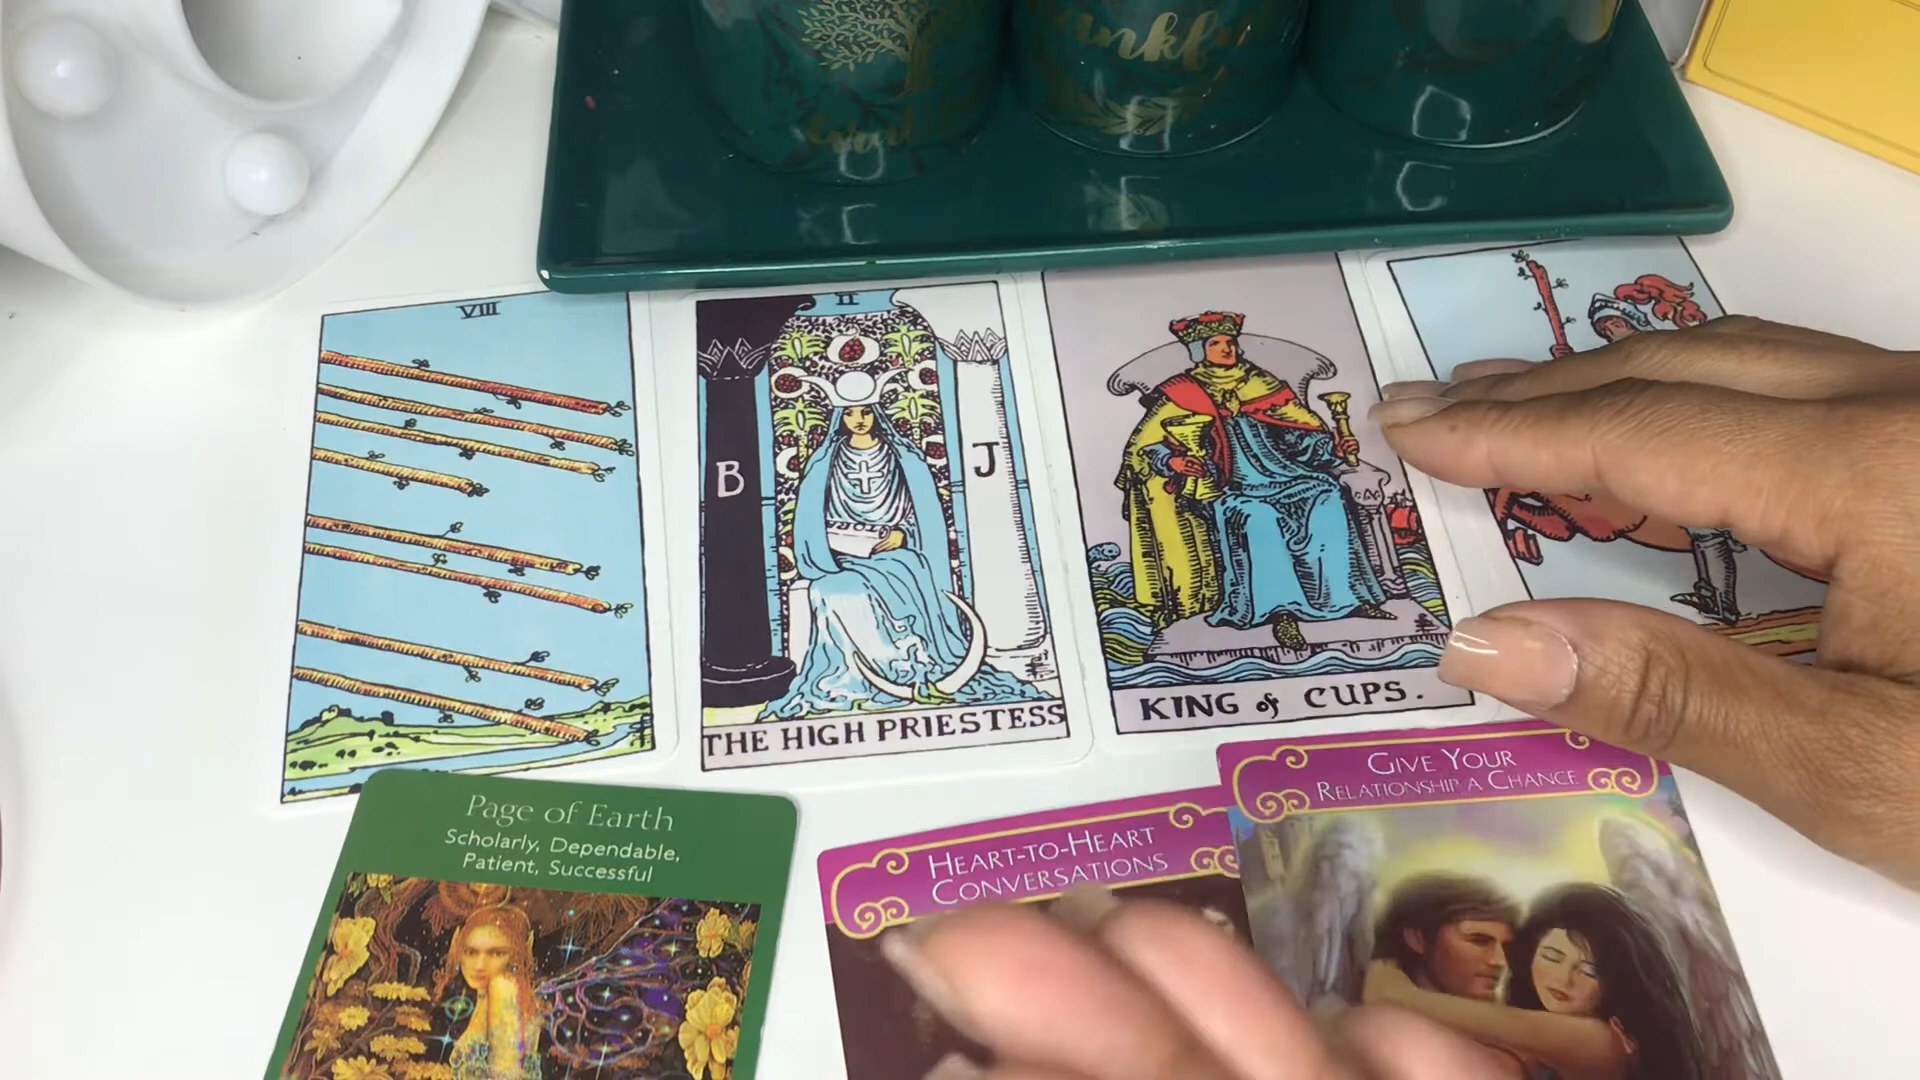 VIII
II
B
J
TORA
THE HIGH PRIESTESS
KING of CUPS.
Page of Earth
Scholarly, Dependable,
Patient, Successful
HEART-TO-HEART
CONVERSATIONS
GIVE YOUR
RELATIONSHIP A CHANCE